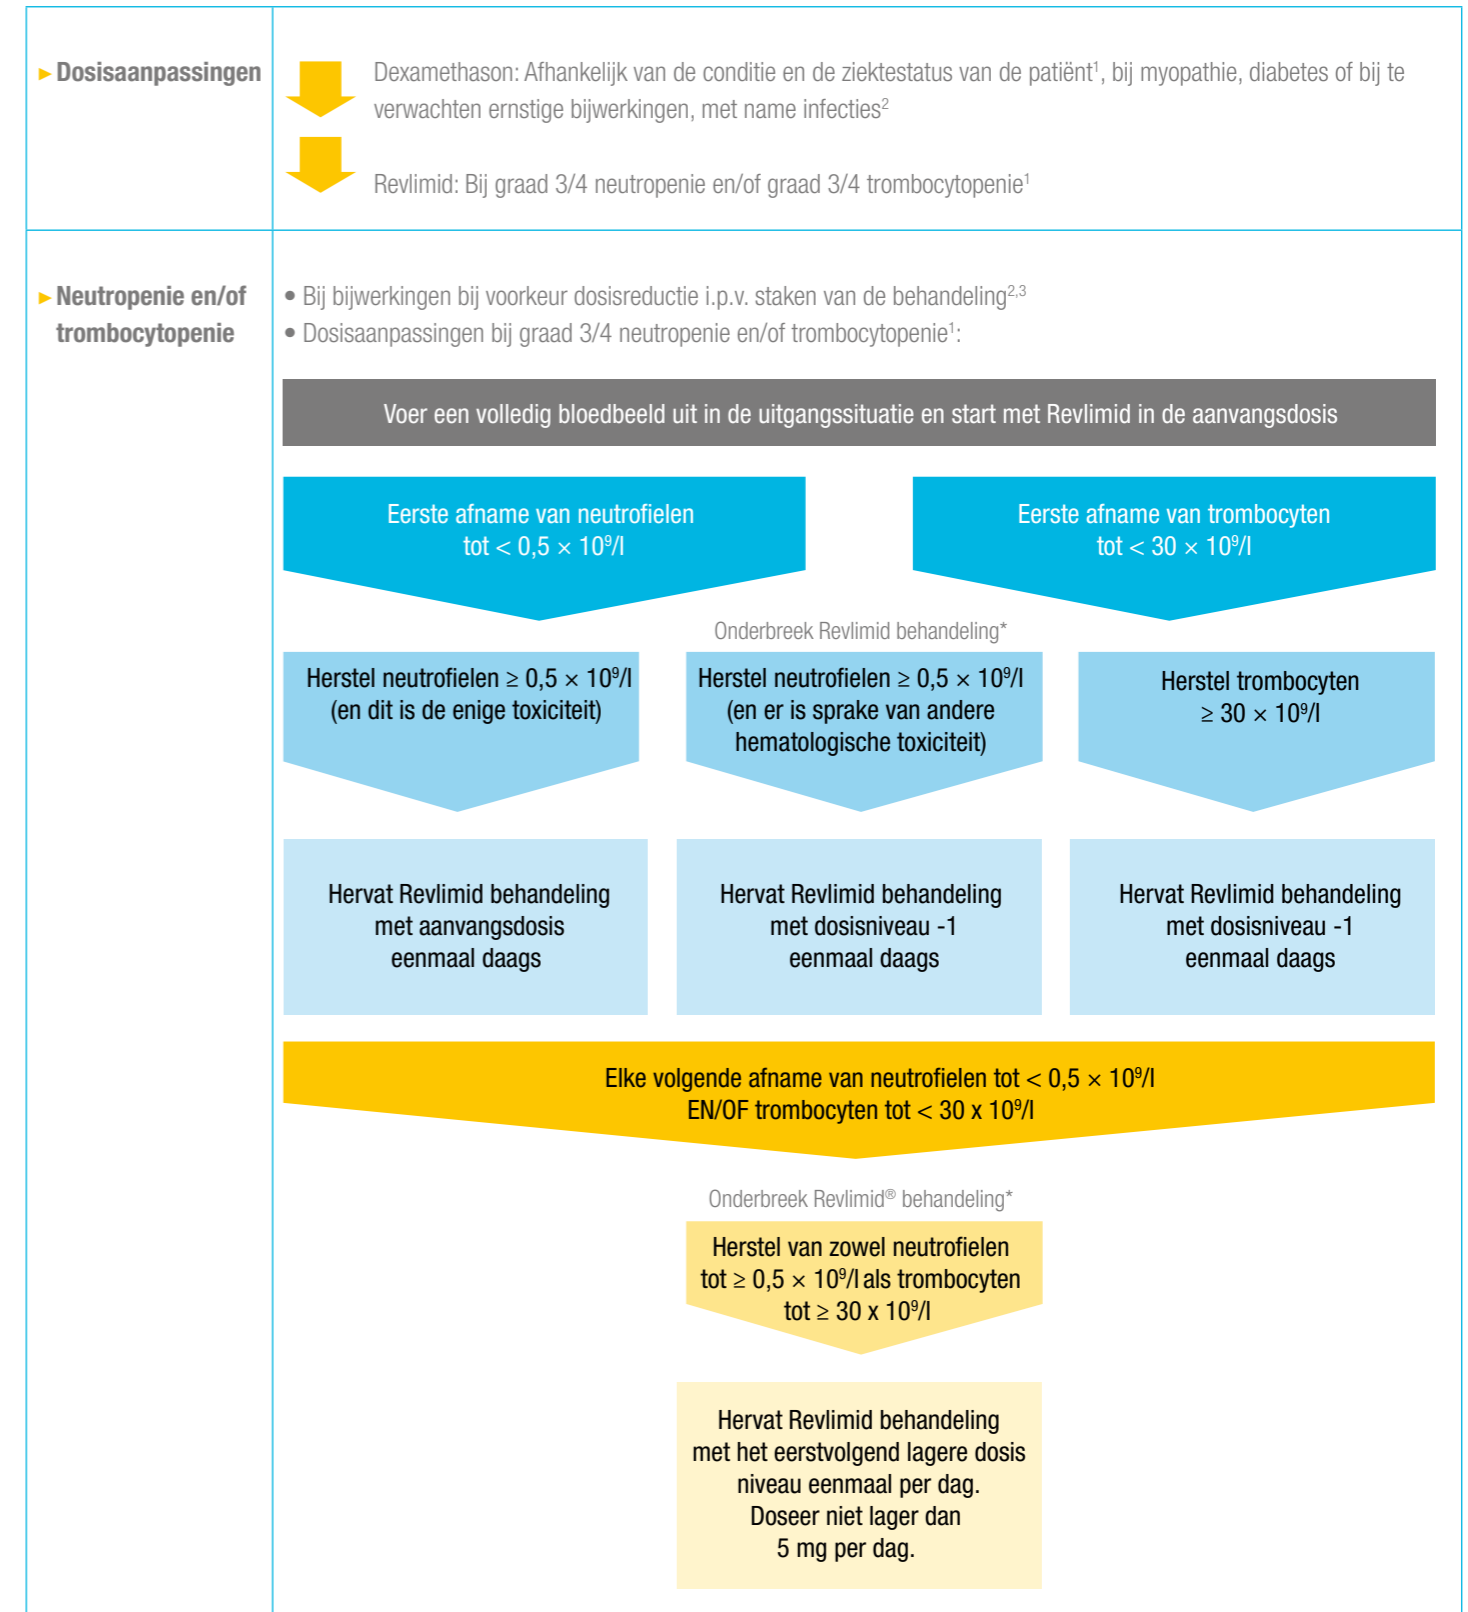 ► Dosisaanpassingen
Dexamethason: Afhankelijk van de conditie en de ziektestatus van de patiënt¹, bij myopathie, diabetes of bij te
verwachten ernstige bijwerkingen, met name infecties²
Revlimid: Bij graad 3/4 neutropenie en/of graad 3/4 trombocytopenie¹
► Neutropenie en/of
trombocytopenie
• Bij bijwerkingen bij voorkeur dosisreductie i.p.v. staken van de behandeling²,³
• Dosisaanpassingen bij graad 3/4 neutropenie en/of trombocytopenie¹:
Voer een volledig bloedbeeld uit in de uitgangssituatie en start met Revlimid in de aanvangsdosis
Eerste afname van neutrofielen
tot < 0,5 × 10⁹/l
Eerste afname van trombocyten
tot < 30 × 10⁹/l
Onderbreek Revlimid behandeling*
Herstel neutrofielen ≥ 0,5 × 10⁹/l
(en dit is de enige toxiciteit)
Herstel neutrofielen ≥ 0,5 × 10⁹/l
(en er is sprake van andere
hematologische toxiciteit)
Herstel trombocyten
≥ 30 × 10⁹/l
Hervat Revlimid behandeling
met aanvangsdosis
eenmaal daags
Hervat Revlimid behandeling
met dosisniveau -1
eenmaal daags
Hervat Revlimid behandeling
met dosisniveau -1
eenmaal daags
Elke volgende afname van neutrofielen tot < 0,5 × 10⁹/l
EN/OF trombocyten tot < 30 x 10⁹/l
Onderbreek Revlimid® behandeling*
Herstel van zowel neutrofielen
tot ≥ 0,5 × 10⁹/l als trombocyten
tot ≥ 30 x 10⁹/l
Hervat Revlimid behandeling
met het eerstvolgend lagere dosis
niveau eenmaal per dag.
Doseer niet lager dan
5 mg per dag.